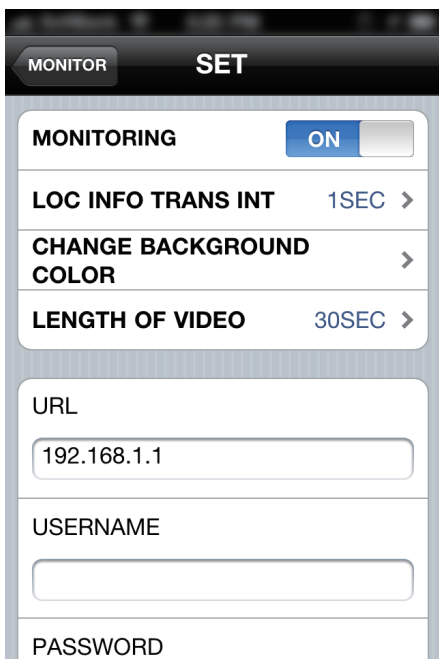 MONITOR
SET
MONITORING ON
LOC INFO TRANS INT 1SEC
CHANGE BACKGROUND
COLOR
LENGTH OF VIDEO 30SEC
URL
192.168.1.1
USERNAME
PASSWORD